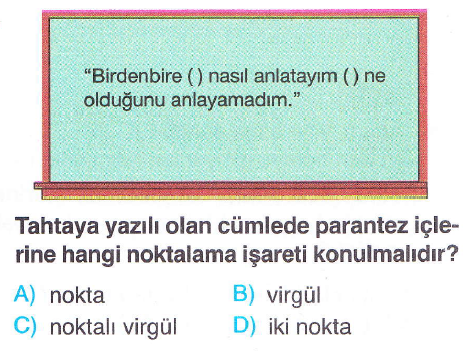 “Birdenbire ( ) nasıl anlatayım ( ) ne
olduğunu anlayamadım.”
Tahtaya yazılı olan cümlede parantez içle-
rine hangi noktalama işareti konulmalıdır?
A) nokta B) virgül
C) noktalı virgül D) iki nokta